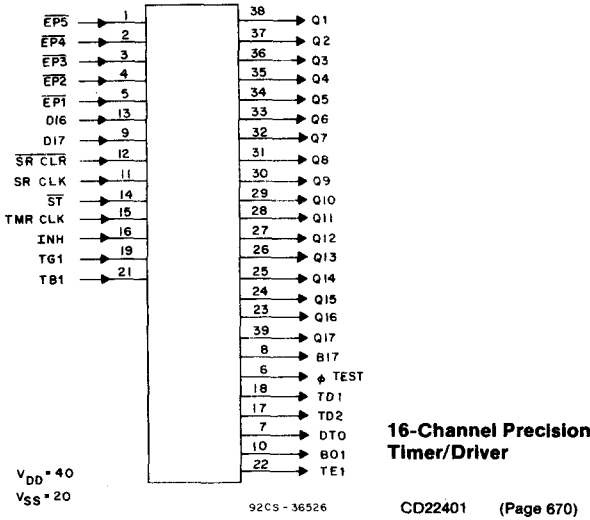 EP5 1
EP4 2
EP3 3
EP2 4
EP1 5
D16 13
D17 9
SR CLR 12
SR CLK 11
ST 14
TMR CLK 15
INH 16
TG1 19
TB1 21
38 Q1
37 Q2
36 Q3
35 Q4
34 Q5
33 Q6
32 Q7
31 Q8
30 Q9
29 Q10
28 Q11
27 Q12
26 Q13
25 Q14
24 Q15
23 Q16
39 Q17
8 B17
6 ϕ TEST
18 TD1
17 TD2
7 DTO
10 BO1
22 TE1
VDD = 40
VSS = 20
92CS-36526
16-Channel Precision
Timer/Driver
CD22401 (Page 670)